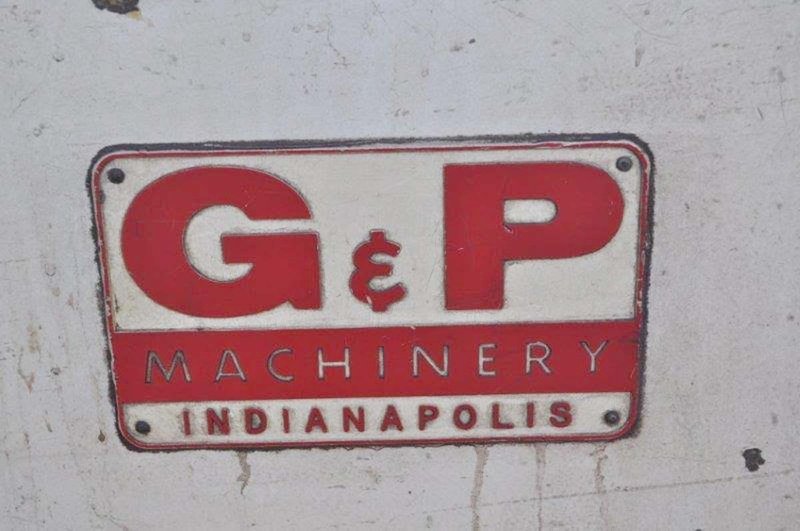 G & P
MACHINERY
INDIANAPOLIS